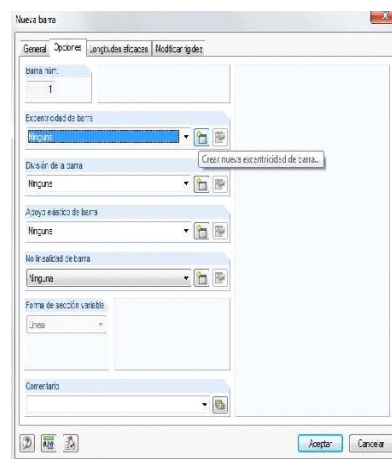 Nueva barra
General Opciones Longitudes eficaces Modificar rigidez
Barra núm.
1
Excentricidad de barra
Ninguna
Crear nueva excentricidad de barra...
División de la barra
Ninguna
Apoyo elástico de barra
Ninguna
No linealidad de barra
Ninguna
Forma de sección variable
Línea
Comentario
Aceptar Cancelar